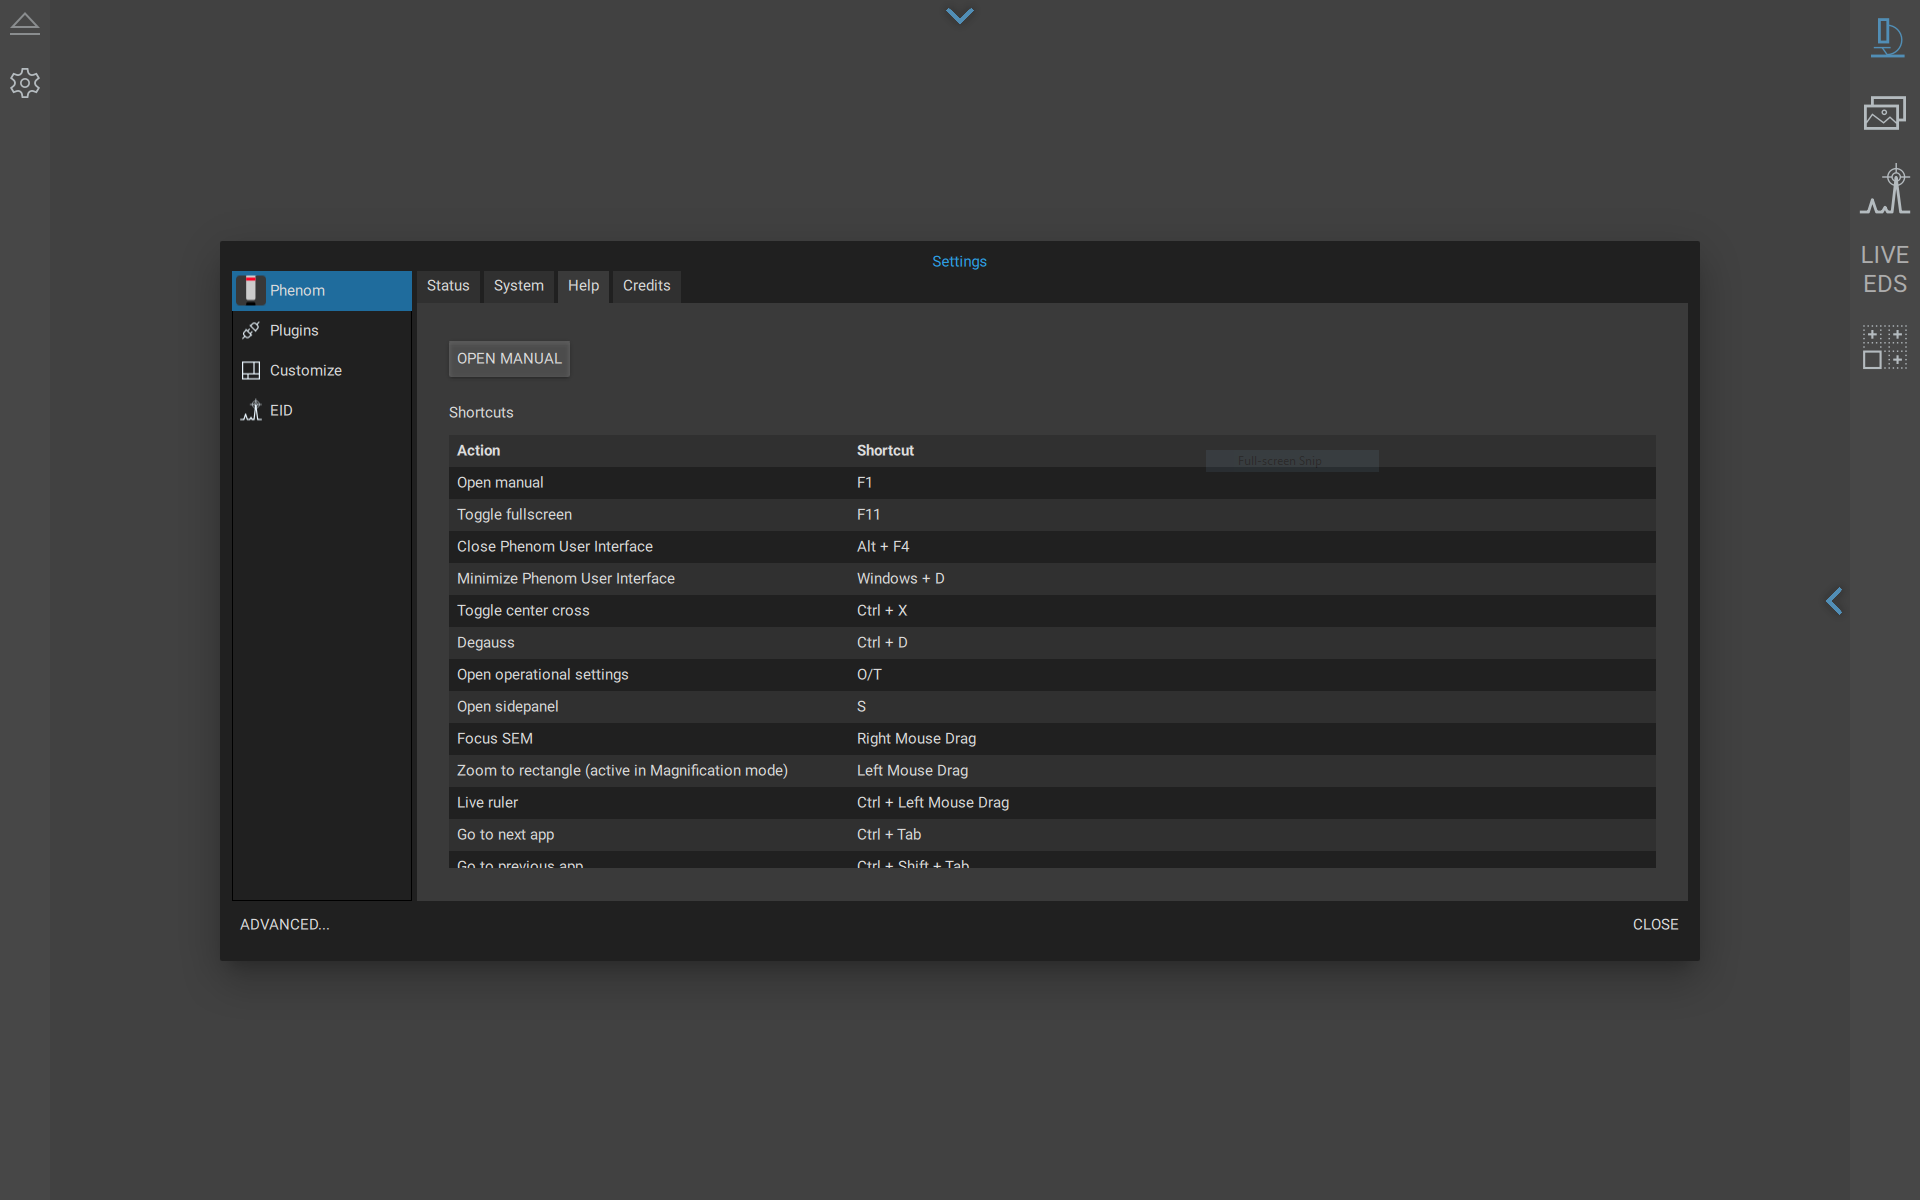 Settings
Phenom
Plugins
Customize
EID
Status System Help Credits
OPEN MANUAL
Shortcuts
Action Shortcut
Full-screen Snip
Open manual F1
Toggle fullscreen F11
Close Phenom User Interface Alt + F4
Minimize Phenom User Interface Windows + D
Toggle center cross Ctrl + X
Degauss Ctrl + D
Open operational settings O/T
Open sidepanel S
Focus SEM Right Mouse Drag
Zoom to rectangle (active in Magnification mode) Left Mouse Drag
Live ruler Ctrl + Left Mouse Drag
Go to next app Ctrl + Tab
Go to previous app Ctrl + Shift + Tab
ADVANCED... CLOSE
LIVE
EDS